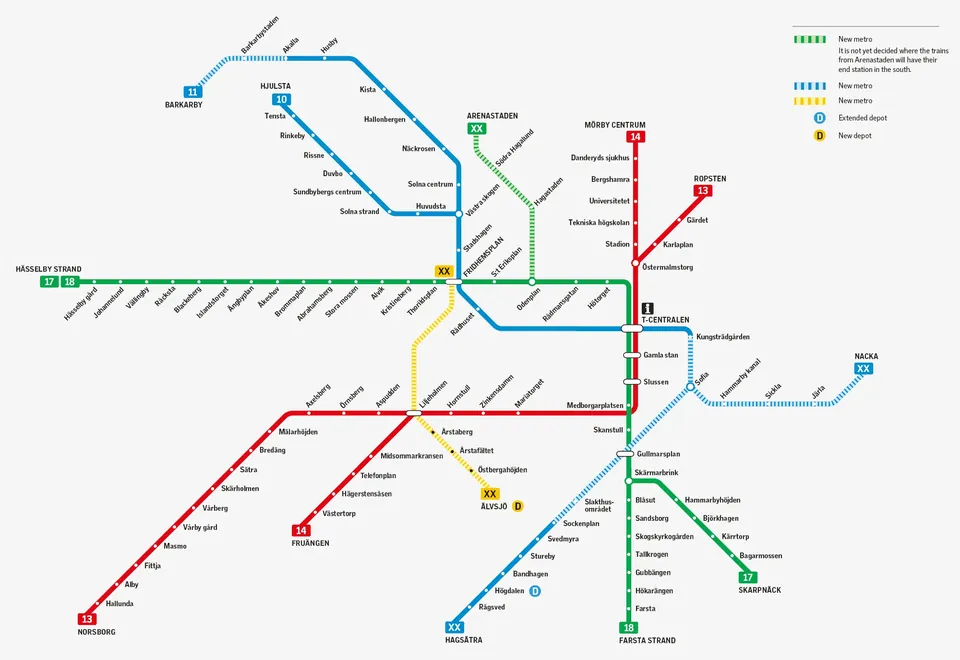 New metro
It is not yet decided where the trains
from Arenastaden will have their
end station in the south.
New metro
New metro
D Extended depot
D New depot
Barkarbystaden
Akalla
Husby
11
BARKARBY
HJULSTA
10
Tensta
Rinkeby
Rissne
Duvbo
Sundbybergs centrum
Solna strand
Huvudsta
Kista
Hallonbergen
Näckrosen
Solna centrum
Västra skogen
Stadshagen
FRIDHEMSPLAN
XX
ARENASTADEN
XX
Södra Hagalund
Hagastaden
MÖRBY CENTRUM
14
Danderyds sjukhus
Bergshamra
Universitetet
Tekniska högskolan
Stadion
ROPSTEN
13
Gärdet
Karlaplan
Östermalmstorg
HÄSSELBY STRAND
17 18
Hässelby gård
Johannelund
Vällingby
Råcksta
Blackeberg
Islandstorget
Ängbyplan
Åkeshov
Brommaplan
Abrahamsberg
Stora mossen
Alvik
Kristineberg
Thorildsplan
S:t Eriksplan
Odenplan
Rådmansgatan
Hötorget
Rådhuset
i
T-CENTRALEN
Kungsträdgården
Gamla stan
Slussen
Medborgarplatsen
Skanstull
Gullmarsplan
Skärmarbrink
Sofia
Hammarby kanal
Sickla
Järla
NACKA
XX
Axelsberg
Örnsberg
Aspudden
Liljeholmen
Hornstull
Zinkensdamm
Mariatorget
Mälarhöjden
Bredäng
Sätra
Skärholmen
Vårberg
Vårby gård
Masmo
Fittja
Alby
Hallunda
13
NORSBORG
Midsommarkransen
Telefonplan
Hägerstensåsen
Västertorp
14
FRUÄNGEN
Årstaberg
Årstafältet
Östbergahöjden
XX
ÄLVSJÖ D
Slakthus-
området
Sockenplan
Svedmyra
Stureby
Bandhagen
Högdalen D
Rågsved
XX
HAGSÄTRA
Blåsut
Sandsborg
Skogskyrkogården
Tallkrogen
Gubbängen
Hökarängen
Farsta
18
FARSTA STRAND
Hammarbyhöjden
Björkhagen
Kärrtorp
Bagarmossen
17
SKARPNÄCK